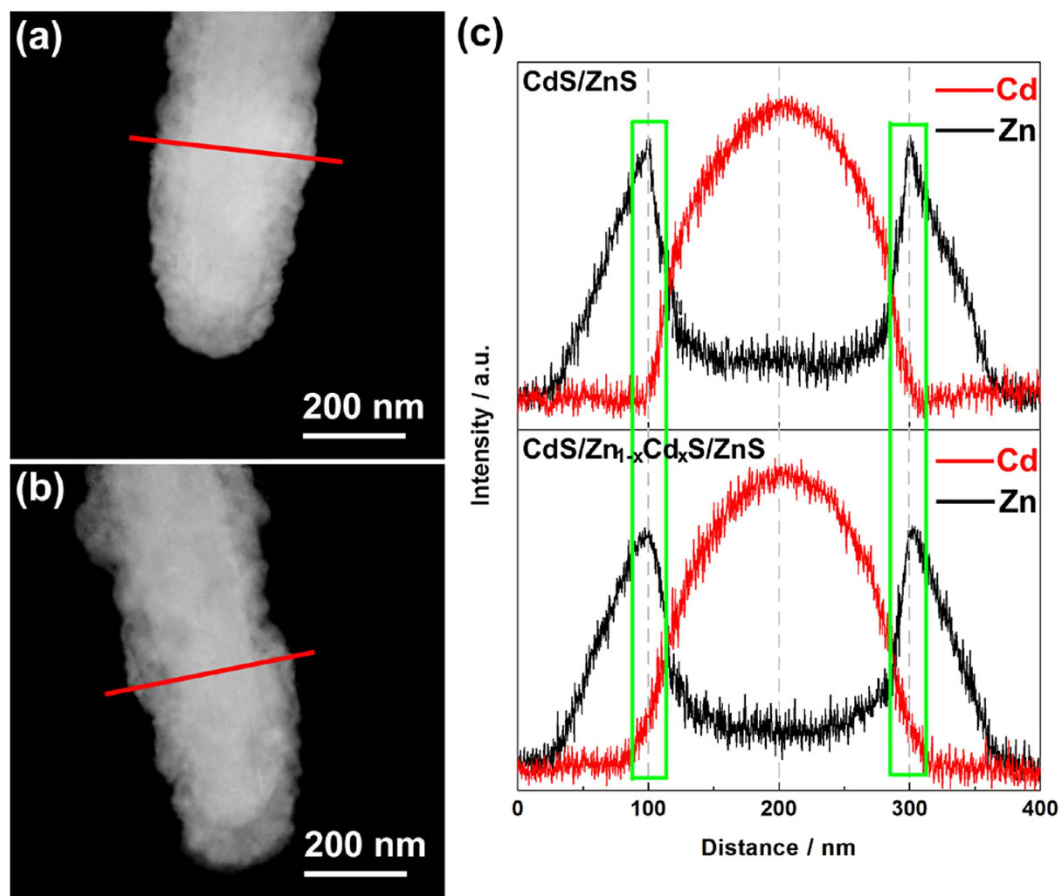 (a)
200 nm
(b)
200 nm
(c)
CdS/ZnS
Cd
Zn
CdS/Zn1-xCdxS/ZnS
Cd
Zn
Intensity / a.u.
0 100 200 300 400
Distance / nm